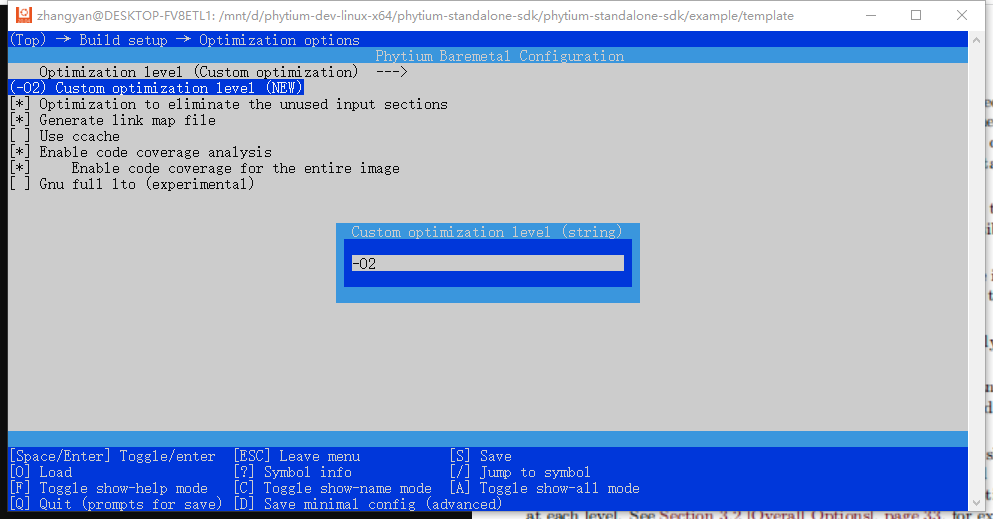 zhangyan@DESKTOP-FV8ETL1: /mnt/d/phytium-dev-linux-x64/phytium-standalone-sdk/phytium-standalone-sdk/example/template
(Top) → Build setup → Optimization options
Phytium Baremetal Configuration
Optimization level (Custom optimization)  --->
(-O2) Custom optimization level (NEW)
[*] Optimization to eliminate the unused input sections
[*] Generate link map file
[ ] Use ccache
[*] Enable code coverage analysis
[*]     Enable code coverage for the entire image
[ ] Gnu full lto (experimental)
Custom optimization level (string)
-O2
[Space/Enter] Toggle/enter  [ESC] Leave menu  [S] Save
[O] Load  [?] Symbol info  [/] Jump to symbol
[F] Toggle show-help mode  [C] Toggle show-name mode  [A] Toggle show-all mode
[Q] Quit (prompts for save)  [D] Save minimal config (advanced)
at each level. See Section 3.2 [Overall Options], page 33, for ex